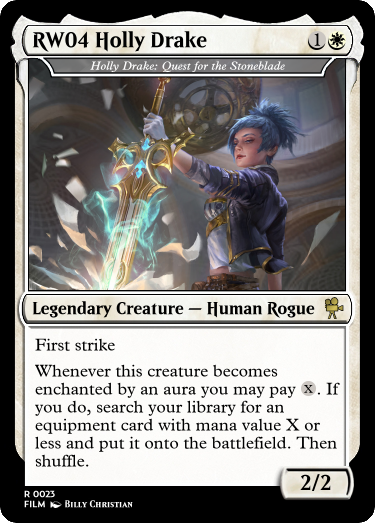 RW04 Holly Drake 1
Holly Drake: Quest for the Stoneblade
Legendary Creature — Human Rogue
First strike
Whenever this creature becomes
enchanted by an aura you may pay X. If
you do, search your library for an
equipment card with mana value X or
less and put it onto the battlefield. Then
shuffle.
2/2
R 0023
FILM Billy Christian